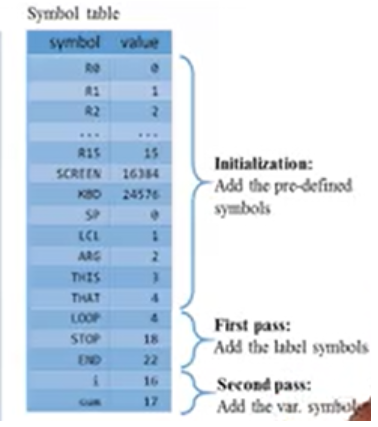 Symbol table
symbol value
R0 0
R1 1
R2 2
... ...
R15 15
SCREEN 16384
KBD 24576
SP 0
LCL 1
ARG 2
THIS 3
THAT 4
LOOP 4
STOP 18
END 22
i 16
sum 17
Initialization:
Add the pre-defined
symbols
First pass:
Add the label symbols
Second pass:
Add the var. symbols